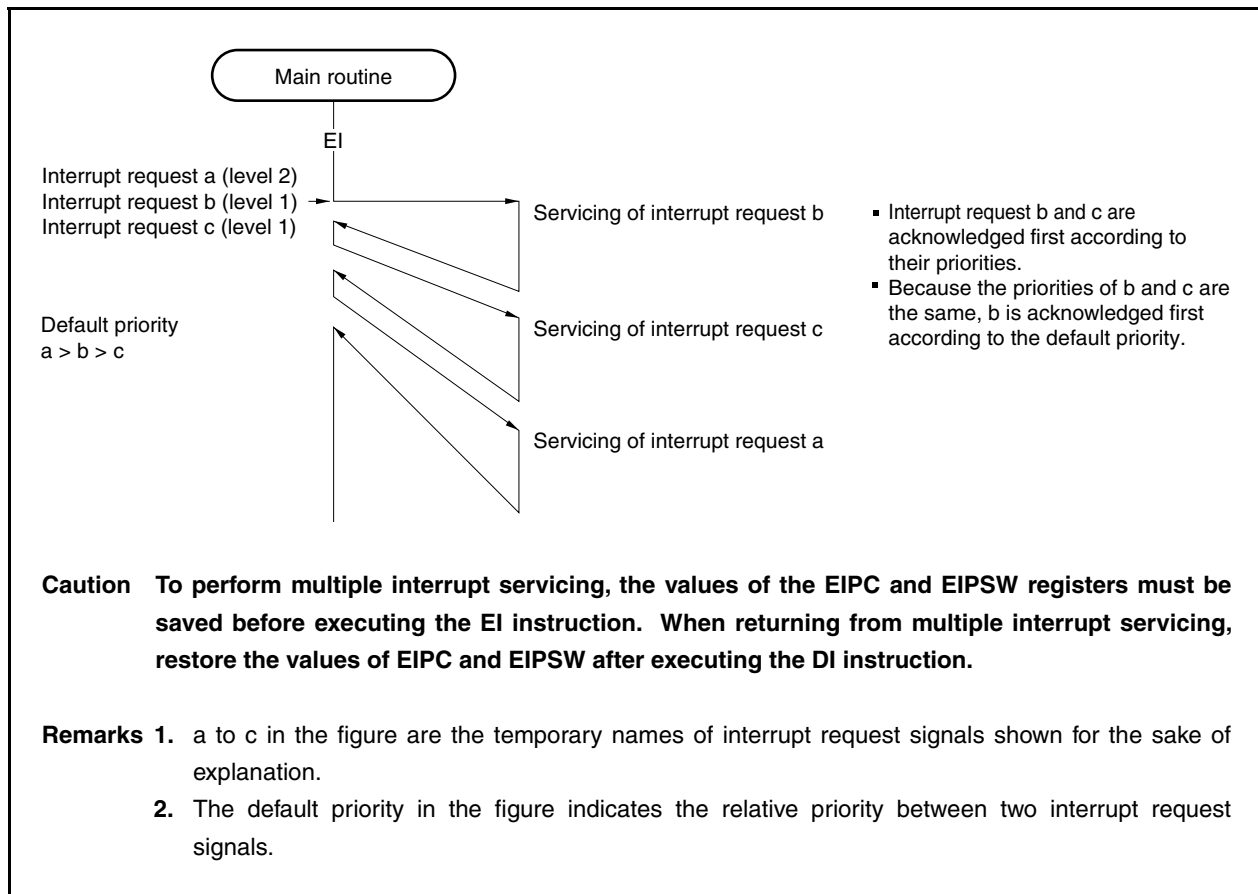 Main routine
EI
Interrupt request a (level 2)
Interrupt request b (level 1)
Interrupt request c (level 1)
Servicing of interrupt request b
▪ Interrupt request b and c are
acknowledged first according to
their priorities.
▪ Because the priorities of b and c are
the same, b is acknowledged first
according to the default priority.
Default priority
a > b > c
Servicing of interrupt request c
Servicing of interrupt request a
Caution To perform multiple interrupt servicing, the values of the EIPC and EIPSW registers must be
saved before executing the EI instruction. When returning from multiple interrupt servicing,
restore the values of EIPC and EIPSW after executing the DI instruction.
Remarks 1. a to c in the figure are the temporary names of interrupt request signals shown for the sake of
explanation.
2. The default priority in the figure indicates the relative priority between two interrupt request
signals.